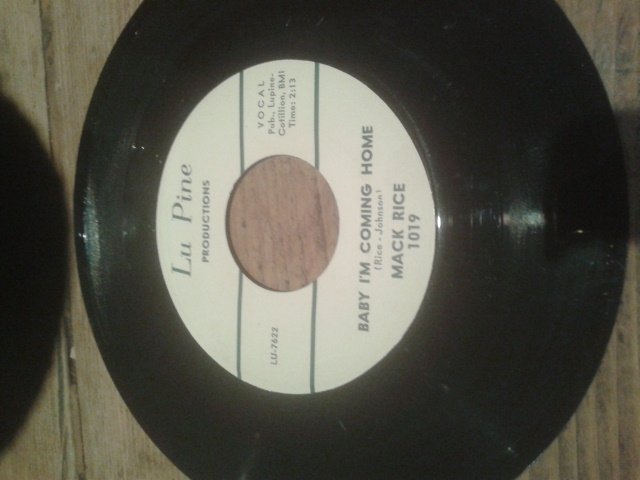 Lu Pine
PRODUCTIONS
VOCAL
Pub., Lupine-
Cotillion, BMI
Time: 2:13
LU-7622
BABY I'M COMING HOME
(Rice - Johnson)
MACK RICE
1019